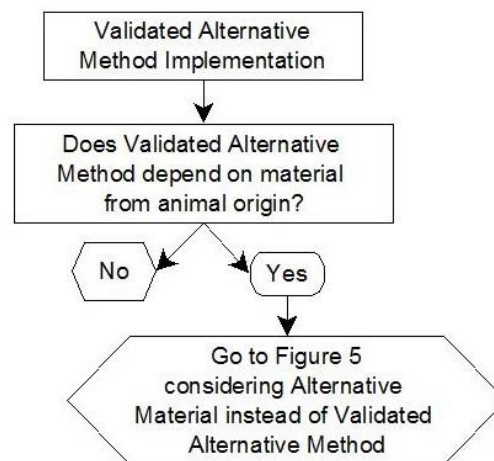 Validated Alternative
Method Implementation
Does Validated Alternative
Method depend on material
from animal origin?
No
Yes
Go to Figure 5
considering Alternative
Material instead of Validated
Alternative Method